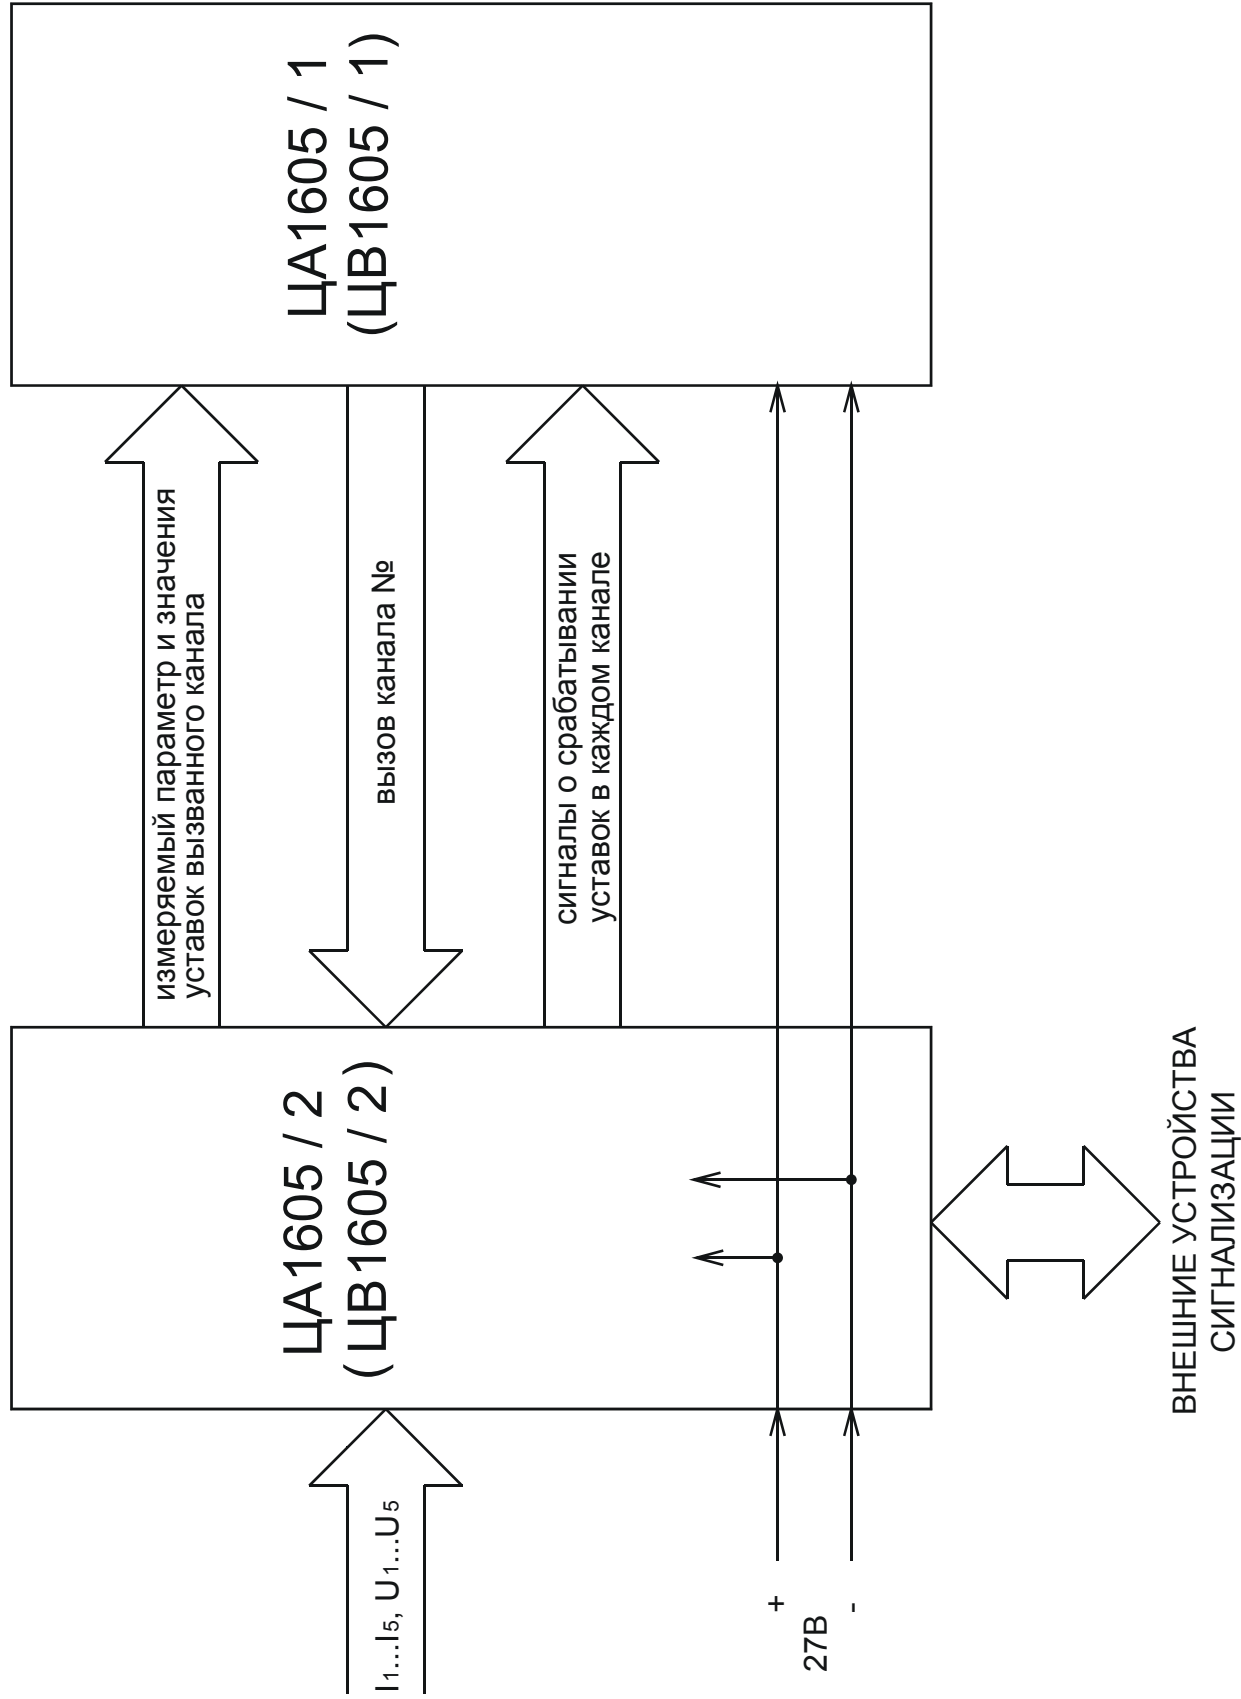 I₁...I₅, U₁...U₅
27В
+
-
ЦА1605 / 2
(ЦВ1605 / 2)
измеряемый параметр и значения
уставок вызванного канала
вызов канала №
сигналы о срабатывании
уставок в каждом канале
ЦА1605 / 1
(ЦВ1605 / 1)
ВНЕШНИЕ УСТРОЙСТВА
СИГНАЛИЗАЦИИ